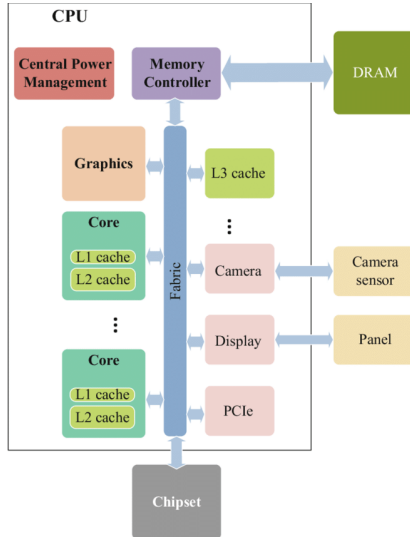 CPU
Central Power
Management
Memory
Controller
DRAM
Graphics
L3 cache
Core
L1 cache
L2 cache
Fabric
Camera
Camera
sensor
Display
Panel
Core
L1 cache
L2 cache
PCIe
Chipset